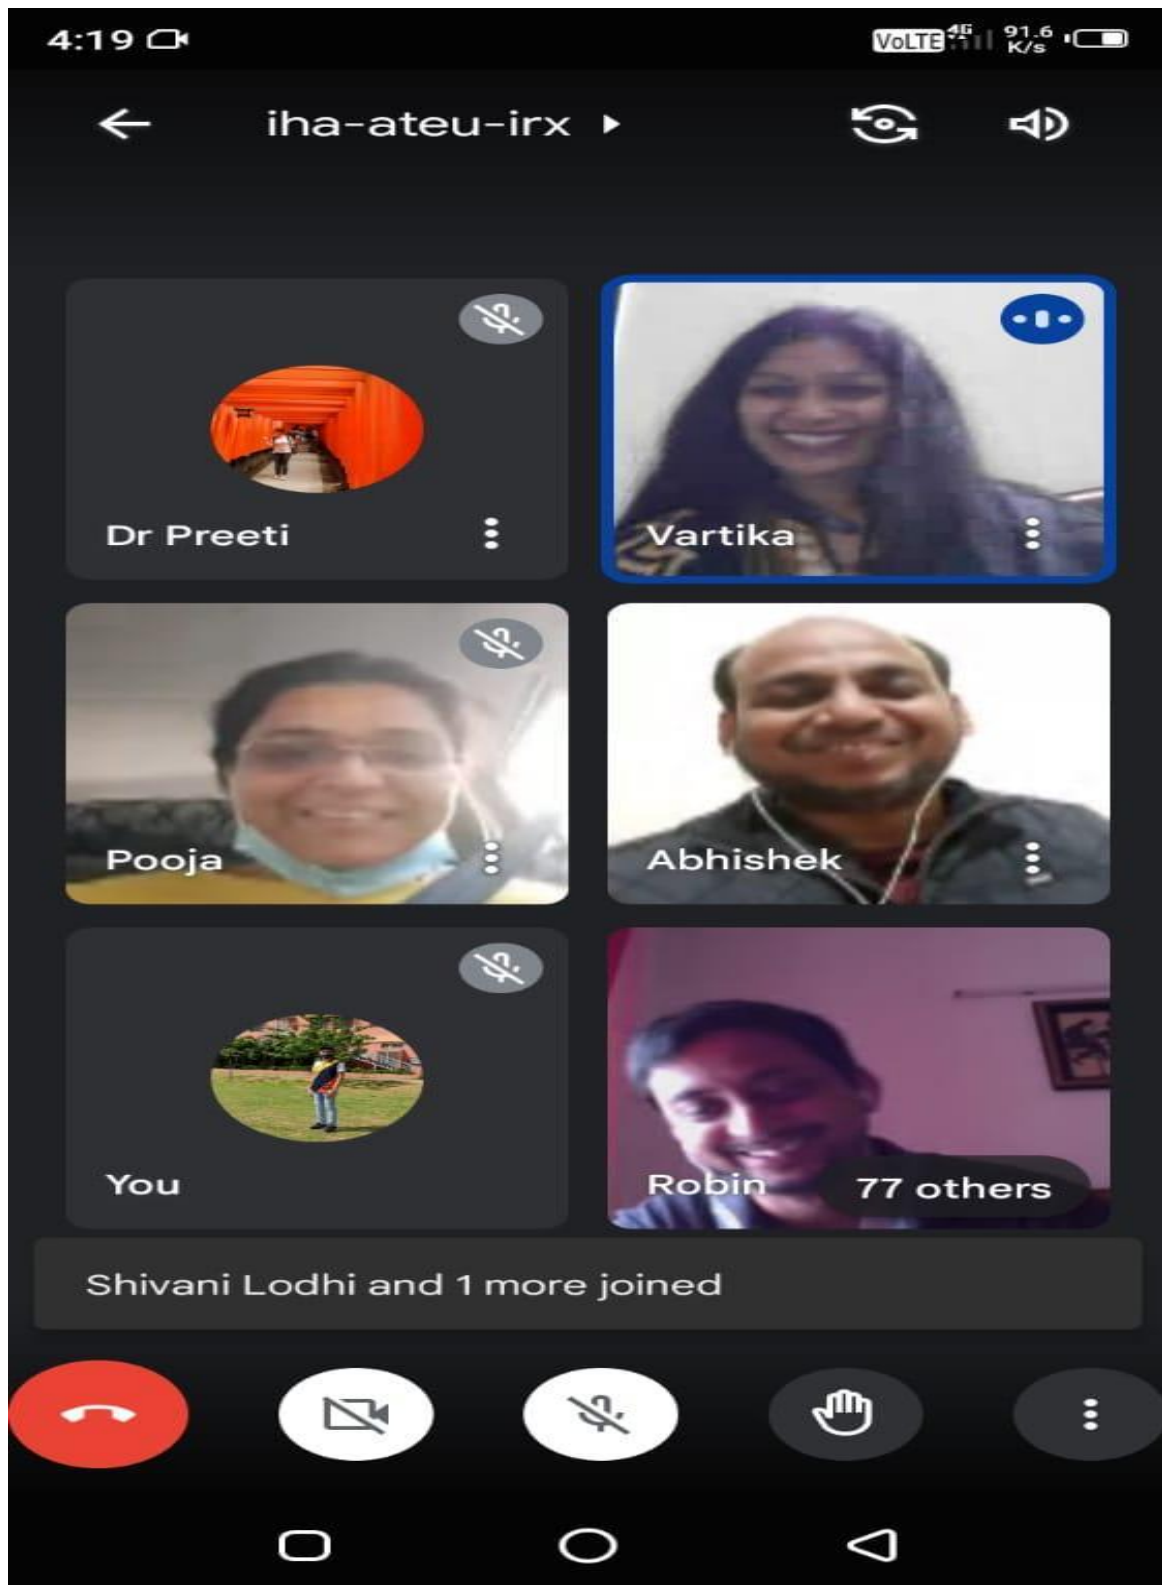 4:19 VoLTE 4G 91.6 K/s
iha-ateu-irx
Dr Preeti
Vartika
Pooja
Abhishek
You
Robin
77 others
Shivani Lodhi and 1 more joined